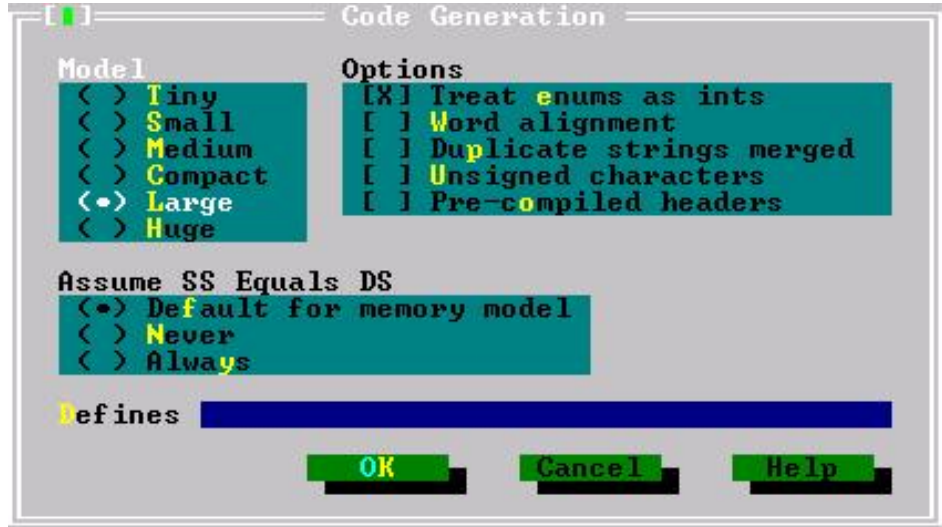 [▮] Code Generation
Model
( ) Tiny
( ) Small
( ) Medium
( ) Compact
(•) Large
( ) Huge
Options
[X] Treat enums as ints
[ ] Word alignment
[ ] Duplicate strings merged
[ ] Unsigned characters
[ ] Pre-compiled headers
Assume SS Equals DS
(•) Default for memory model
( ) Never
( ) Always
Defines
OK Cancel Help